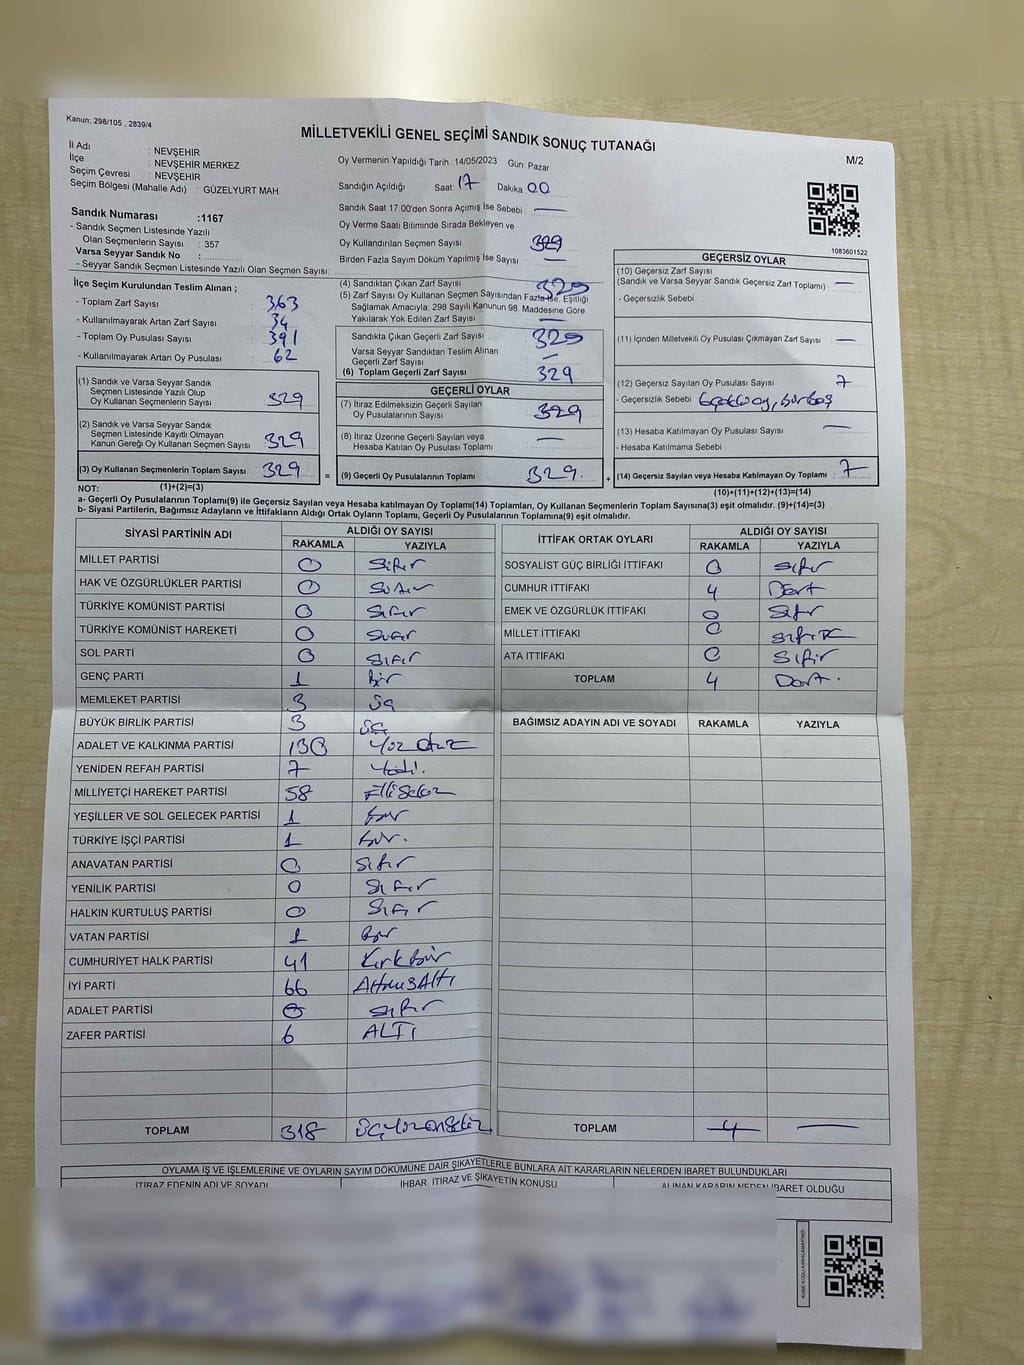 Kanun; 298/105 , 2839/4
MİLLETVEKİLİ GENEL SEÇİMİ SANDIK SONUÇ TUTANAĞI
M/2
İl Adı : NEVŞEHİR
İlçe : NEVŞEHİR MERKEZ
Seçim Çevresi : NEVŞEHİR
Seçim Bölgesi (Mahalle Adı) : GÜZELYURT MAH.
Sandık Numarası :1167
- Sandık Seçmen Listesinde Yazılı
Olan Seçmenlerin Sayısı : 357
Varsa Seyyar Sandık No :
- Seyyar Sandık Seçmen Listesinde Yazılı Olan Seçmen Sayısı:
Oy Vermenin Yapıldığı Tarih :14/05/2023 Gün Pazar
Sandığın Açıldığı Saat 17 Dakika 00
Sandık Saat 17:00'den Sonra Açımış İse Sebebi : —
Oy Verme Saati Bitiminde Sırada Bekleyen ve
Oy Kullandırılan Seçmen Sayısı 329
Birden Fazla Sayım Döküm Yapılmış İse Sayısı : —
1083601522
İlçe Seçim Kurulundan Teslim Alınan ;
- Toplam Zarf Sayısı : 363
- Kullanılmayarak Artan Zarf Sayısı : 34
- Toplam Oy Pusulası Sayısı : 391
- Kullanılmayarak Artan Oy Pusulası : 62
(1) Sandık ve Varsa Seyyar Sandık
Seçmen Listesinde Yazılı Olup
Oy Kullanan Seçmenlerin Sayısı 329
(2) Sandık ve Varsa Seyyar Sandık
Seçmen Listesinde Kayıtlı Olmayan
Kanun Gereği Oy Kullanan Seçmen Sayısı 329
(3) Oy Kullanan Seçmenlerin Toplam Sayısı 329
(1)+(2)=(3)
(4) Sandıktan Çıkan Zarf Sayısı 329
(5) Zarf Sayısı Oy Kullanan Seçmen Sayısından Fazla İse, Eşitliği
Sağlamak Amacıyla; 298 Sayılı Kanunun 98. Maddesine Göre
Yakılarak Yok Edilen Zarf Sayısı —
Sandıkta Çıkan Geçerli Zarf Sayısı 329
Varsa Seyyar Sandıktan Teslim Alınan
Geçerli Zarf Sayısı —
(6) Toplam Geçerli Zarf Sayısı 329
GEÇERLİ OYLAR
(7) İtiraz Edilmeksizin Geçerli Sayılan
Oy Pusulalarının Sayısı 329
(8) İtiraz Üzerine Geçerli Sayılan veya
Hesaba Katılan Oy Pusulası Toplamı —
= (9) Geçerli Oy Pusulalarının Toplamı 329
GEÇERSİZ OYLAR
(10) Geçersiz Zarf Sayısı
(Sandık ve Varsa Seyyar Sandık Geçersiz Zarf Toplamı) —
- Geçersizlik Sebebi
(11) İçinden Milletvekili Oy Pusulası Çıkmayan Zarf Sayısı —
(12) Geçersiz Sayılan Oy Pusulası Sayısı 7
- Geçersizlik Sebebi
(13) Hesaba Katılmayan Oy Pusulası Sayısı —
- Hesaba Katılmama Sebebi
+ (14) Geçersiz Sayılan veya Hesaba Katılmayan Oy Toplamı 7
(10)+(11)+(12)+(13)=(14)
NOT:
a- Geçerli Oy Pusulalarının Toplamı(9) ile Geçersiz Sayılan veya Hesaba katılmayan Oy Toplamı(14) Toplamları, Oy Kullanan Seçmenlerin Toplam Sayısına(3) eşit olmalıdır. (9)+(14)=(3)
b- Siyasi Partilerin, Bağımsız Adayların ve İttifakların Aldığı Ortak Oyların Toplamı, Geçerli Oy Pusulalarının Toplamına(9) eşit olmalıdır.
SİYASİ PARTİNİN ADI ALDIĞI OY SAYISI
RAKAMLA YAZIYLA
MİLLET PARTİSİ 0 Sıfır
HAK VE ÖZGÜRLÜKLER PARTİSİ 0 Sıfır
TÜRKİYE KOMÜNİST PARTİSİ 0 Sıfır
TÜRKİYE KOMÜNİST HAREKETİ 0 Sıfır
SOL PARTİ 0 Sıfır
GENÇ PARTİ 1 Bir
MEMLEKET PARTİSİ 3 Üç
BÜYÜK BİRLİK PARTİSİ 3 Üç
ADALET VE KALKINMA PARTİSİ 130 Yüz Otuz
YENİDEN REFAH PARTİSİ 7 Yedi.
MİLLİYETÇİ HAREKET PARTİSİ 58 Elli Sekiz
YEŞİLLER VE SOL GELECEK PARTİSİ 1 Bir
TÜRKİYE İŞÇİ PARTİSİ 1 Bir.
ANAVATAN PARTİSİ 0 Sıfır
YENİLİK PARTİSİ 0 Sıfır
HALKIN KURTULUŞ PARTİSİ 0 Sıfır
VATAN PARTİSİ 1 Bir
CUMHURİYET HALK PARTİSİ 41 Kırk Bir
İYİ PARTİ 66 AltmışAltı
ADALET PARTİSİ 0 Sıfır
ZAFER PARTİSİ 6 ALTI
TOPLAM 318 Üçyüzonsekiz
İTTİFAK ORTAK OYLARI ALDIĞI OY SAYISI
RAKAMLA YAZIYLA
SOSYALİST GÜÇ BİRLİĞİ İTTİFAKI 0 Sıfır
CUMHUR İTTİFAKI 4 Dört
EMEK VE ÖZGÜRLÜK İTTİFAKI 0 Sıfır
MİLLET İTTİFAKI 0 Sıfır
ATA İTTİFAKI 0 Sıfır
TOPLAM 4 Dört.
BAĞIMSIZ ADAYIN ADI VE SOYADI RAKAMLA YAZIYLA
TOPLAM 4 —
OYLAMA İŞ VE İŞLEMLERİNE VE OYLARIN SAYIM DÖKÜMÜNE DAİR ŞİKAYETLERLE BUNLARA AİT KARARLARIN NELERDEN İBARET BULUNDUKLARI
İTİRAZ EDENİN ADI VE SOYADI İHBAR, İTİRAZ VE ŞİKAYETİN KONUSU ALINAN KARARIN NEDEN İBARET OLDUĞU